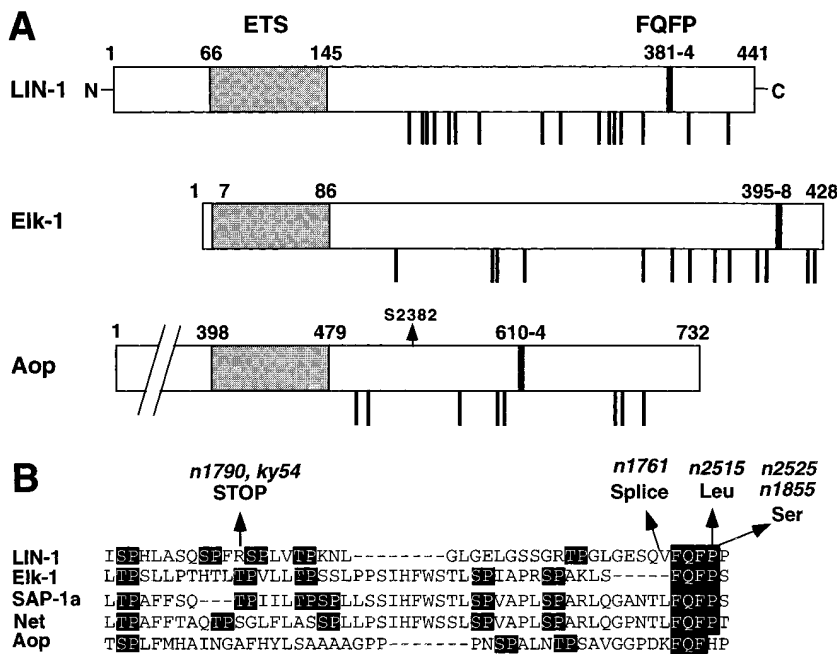 A
ETS FQFP
1 66 145 381-4 441
LIN-1 N C
1 7 86 395-8 428
Elk-1
S2382
1 398 479 610-4 732
Aop
B
n1790, ky54 n1761 n2515 n2525
STOP Splice Leu n1855
Ser
LIN-1 ISPHLASQSPFRSPLVTPKNL--------GLGELGSSGRTPGLGESQVFQFPP
Elk-1 LTPSLLPTHTLTPVLLTPSSLPPSIHFWSTLSPIAPRSPAKLS-----FQFPS
SAP-1a LTPAFFSQ---TPIILTPSPLLSSIHFWSTLSPVAPLSPARLQGANTLFQFPS
Net LTPAFFTAQTPSGLFLASSPLLPSIHFWSSLSPVAPLSPARLQGPNTLFQFPT
Aop TSPLFMHAINGAFHYLSAAAAGPP--------PNSPALNTPSAVGGPDKFQFHP